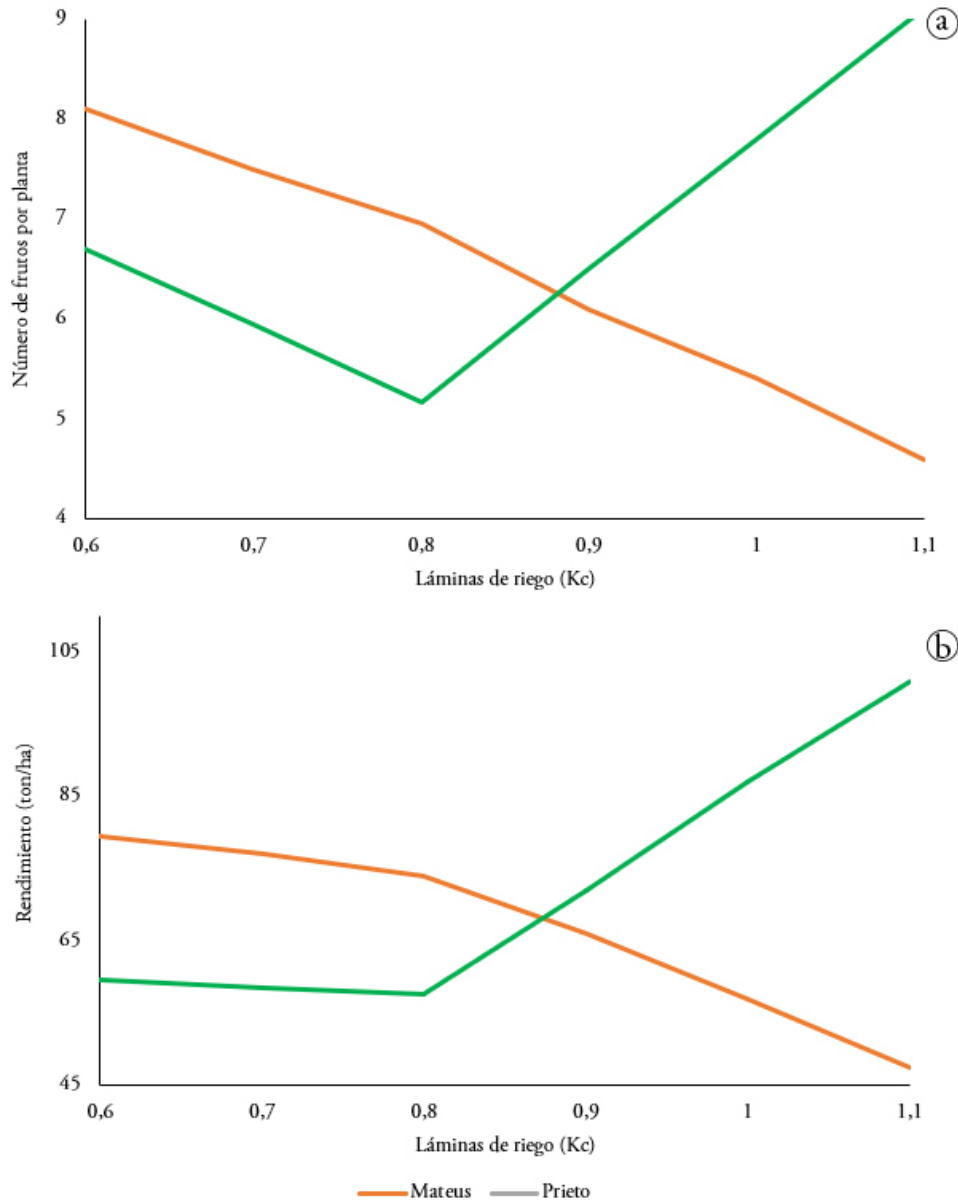 ⓐ
9
8
7
6
5
4
Número de frutos por planta
0,6 0,7 0,8 0,9 1 1,1
Láminas de riego (Kc)
ⓑ
105
85
65
45
Rendimiento (ton/ha)
0,6 0,7 0,8 0,9 1 1,1
Láminas de riego (Kc)
Mateus Prieto